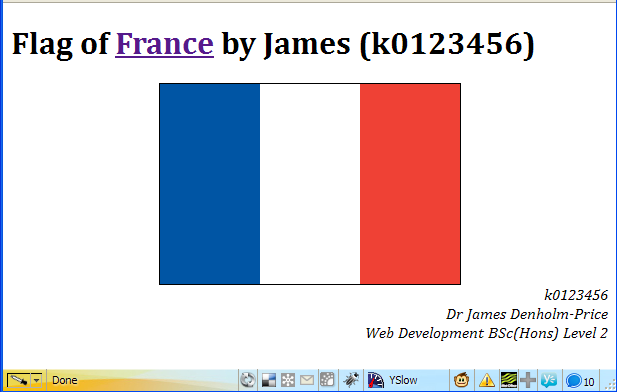 Flag of France by James (k0123456)
k0123456
Dr James Denholm-Price
Web Development BSc(Hons) Level 2
Done
YSlow
10